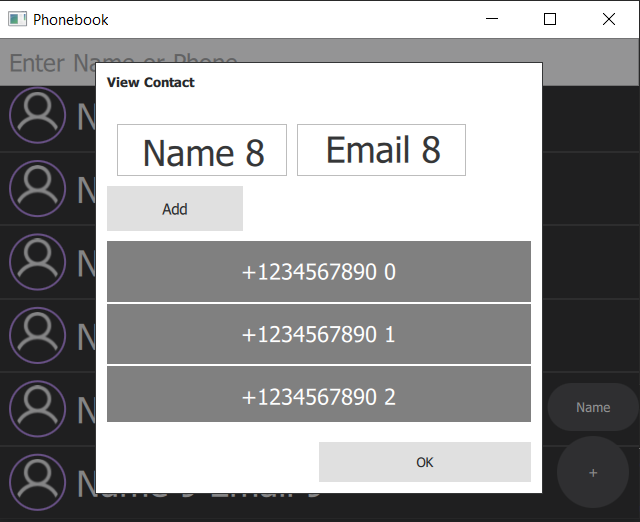 Phonebook
Enter Name or Phone
View Contact
Name 8
Email 8
Add
+1234567890 0
+1234567890 1
+1234567890 2
Name
OK
+
Name 9 Email 9